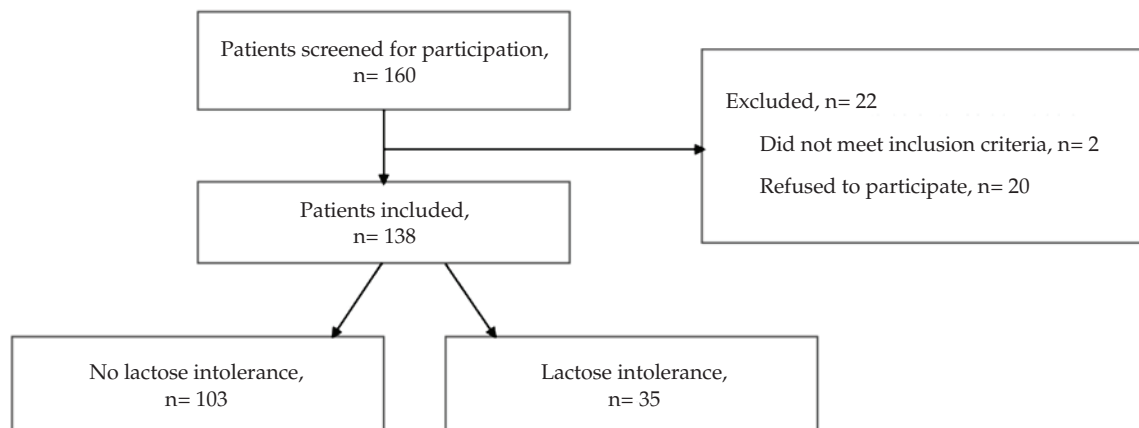 Patients screened for participation,
n= 160
Excluded, n= 22
Did not meet inclusion criteria, n= 2
Refused to participate, n= 20
Patients included,
n= 138
No lactose intolerance,
n= 103
Lactose intolerance,
n= 35